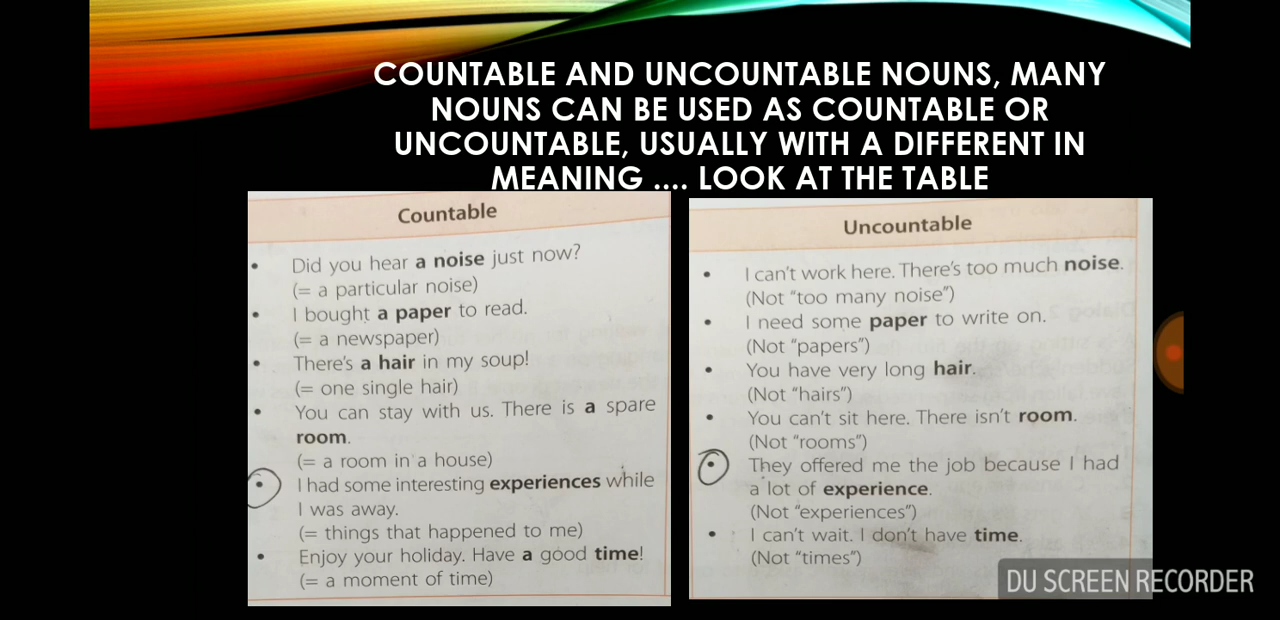 COUNTABLE AND UNCOUNTABLE NOUNS, MANY
NOUNS CAN BE USED AS COUNTABLE OR
UNCOUNTABLE, USUALLY WITH A DIFFERENT IN
MEANING .... LOOK AT THE TABLE
Countable
• Did you hear a noise just now?
(= a particular noise)
• I bought a paper to read.
(= a newspaper)
• There's a hair in my soup!
(= one single hair)
• You can stay with us. There is a spare
room.
(= a room in a house)
• I had some interesting experiences while
I was away.
(= things that happened to me)
• Enjoy your holiday. Have a good time!
(= a moment of time)
Uncountable
• I can't work here. There's too much noise.
(Not "too many noise")
• I need some paper to write on.
(Not "papers")
• You have very long hair.
(Not "hairs")
• You can't sit here. There isn't room.
(Not "rooms")
• They offered me the job because I had
a lot of experience.
(Not "experiences")
• I can't wait. I don't have time.
(Not "times")
DU SCREEN RECORDER